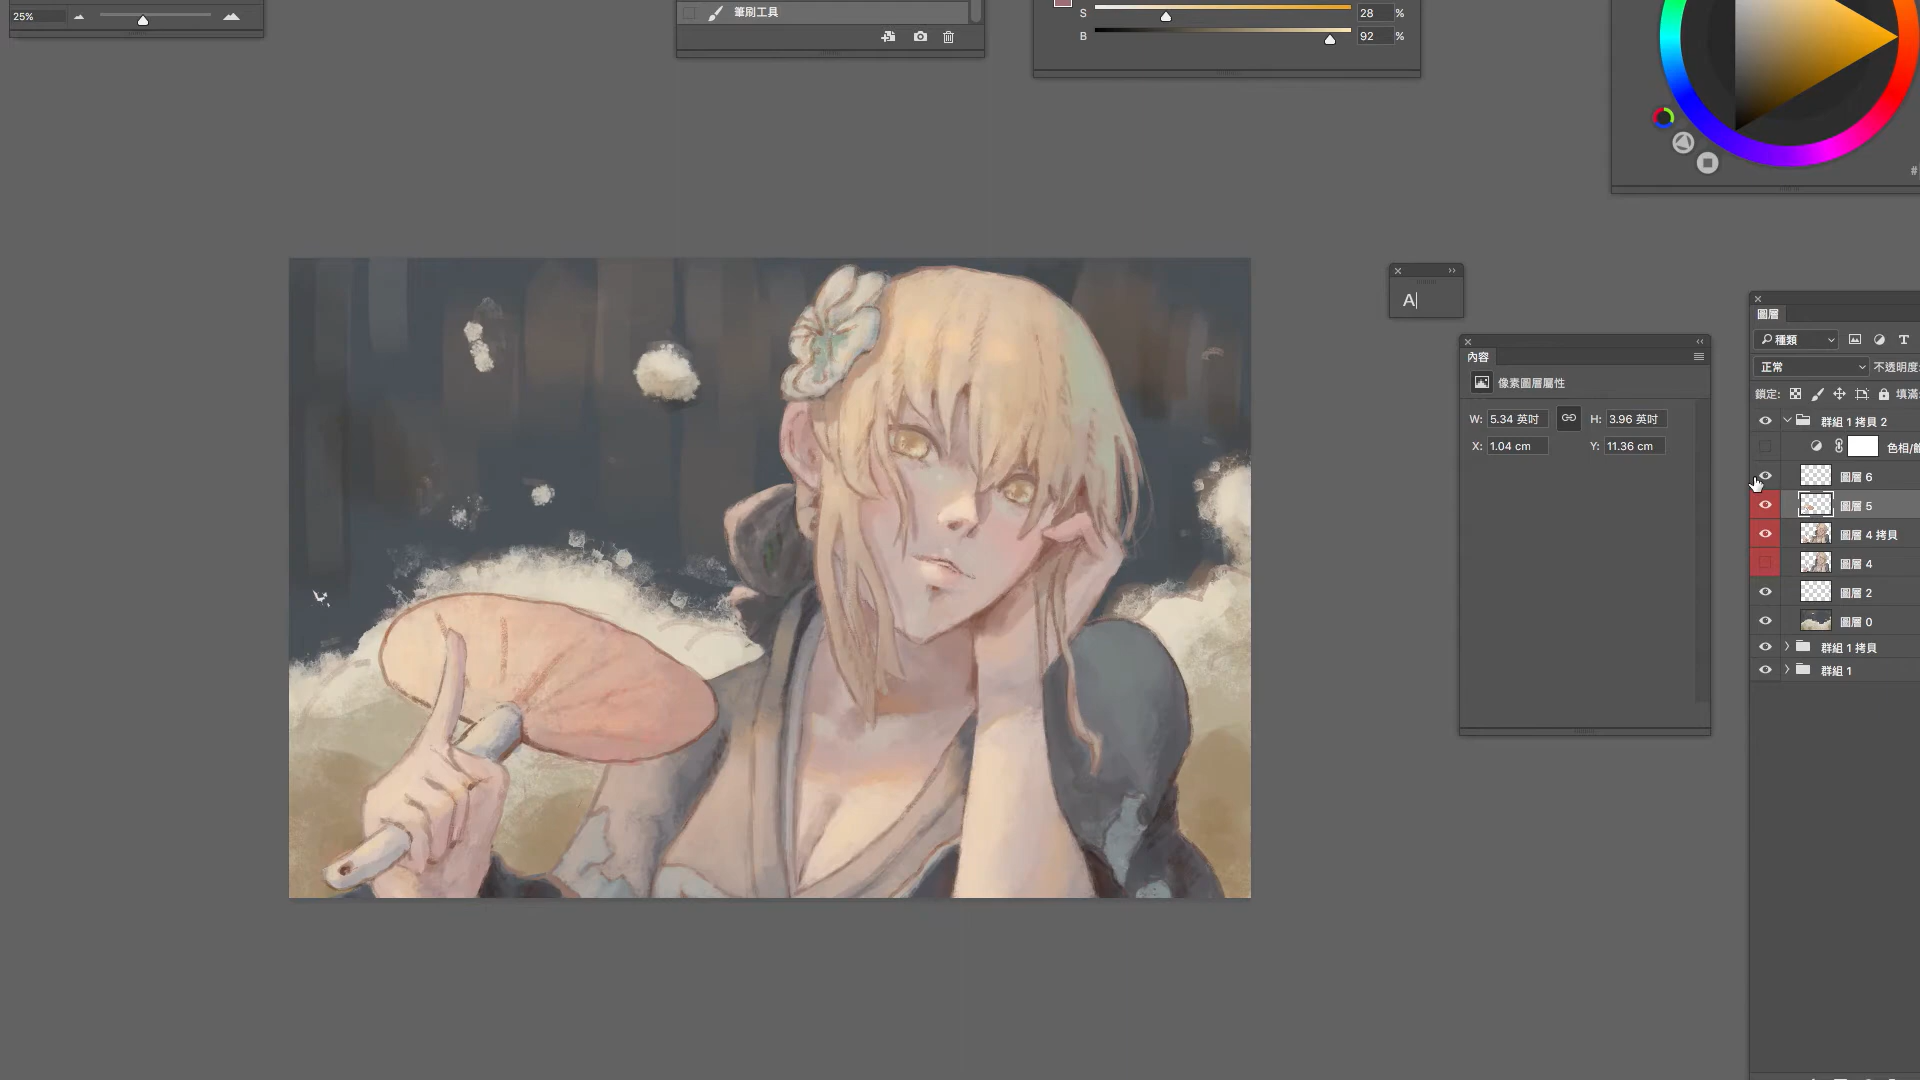 25%
筆刷工具
S 28 %
B 92 %
#
A
內容
像素圖層屬性
W: 5.34 英吋 H: 3.96 英吋
X: 1.04 cm Y: 11.36 cm
圖層
種類
正常 不透明度:
鎖定: 填滿:
群組 1 拷貝 2
色相/飽
圖層 6
圖層 5
圖層 4 拷貝
圖層 4
圖層 2
圖層 0
群組 1 拷貝
群組 1